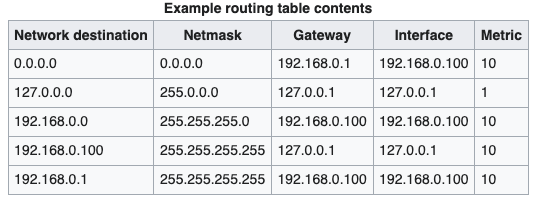 Example routing table contents
Network destination Netmask Gateway Interface Metric
0.0.0.0 0.0.0.0 192.168.0.1 192.168.0.100 10
127.0.0.0 255.0.0.0 127.0.0.1 127.0.0.1 1
192.168.0.0 255.255.255.0 192.168.0.100 192.168.0.100 10
192.168.0.100 255.255.255.255 127.0.0.1 127.0.0.1 10
192.168.0.1 255.255.255.255 192.168.0.100 192.168.0.100 10